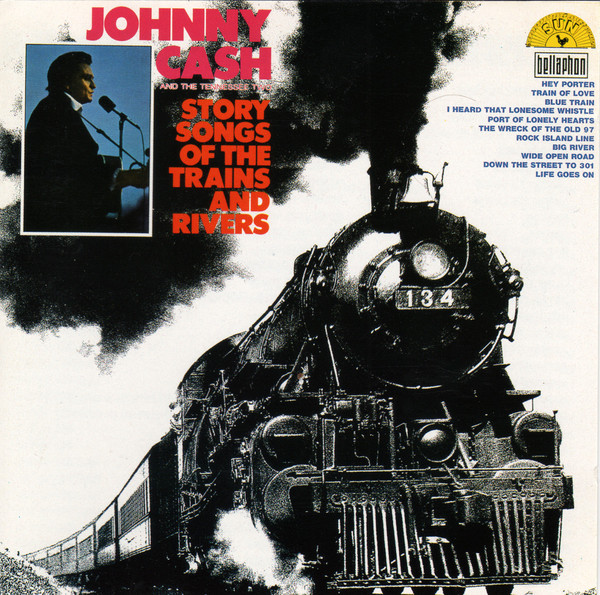 JOHNNY
CASH
AND THE TENNESSEE TWO
STORY
SONGS
OF THE
TRAINS
AND
RIVERS
SUN
bellaphon
HEY PORTER
TRAIN OF LOVE
BLUE TRAIN
I HEARD THAT LONESOME WHISTLE
PORT OF LONELY HEARTS
THE WRECK OF THE OLD 97
ROCK ISLAND LINE
BIG RIVER
WIDE OPEN ROAD
DOWN THE STREET TO 301
LIFE GOES ON
134